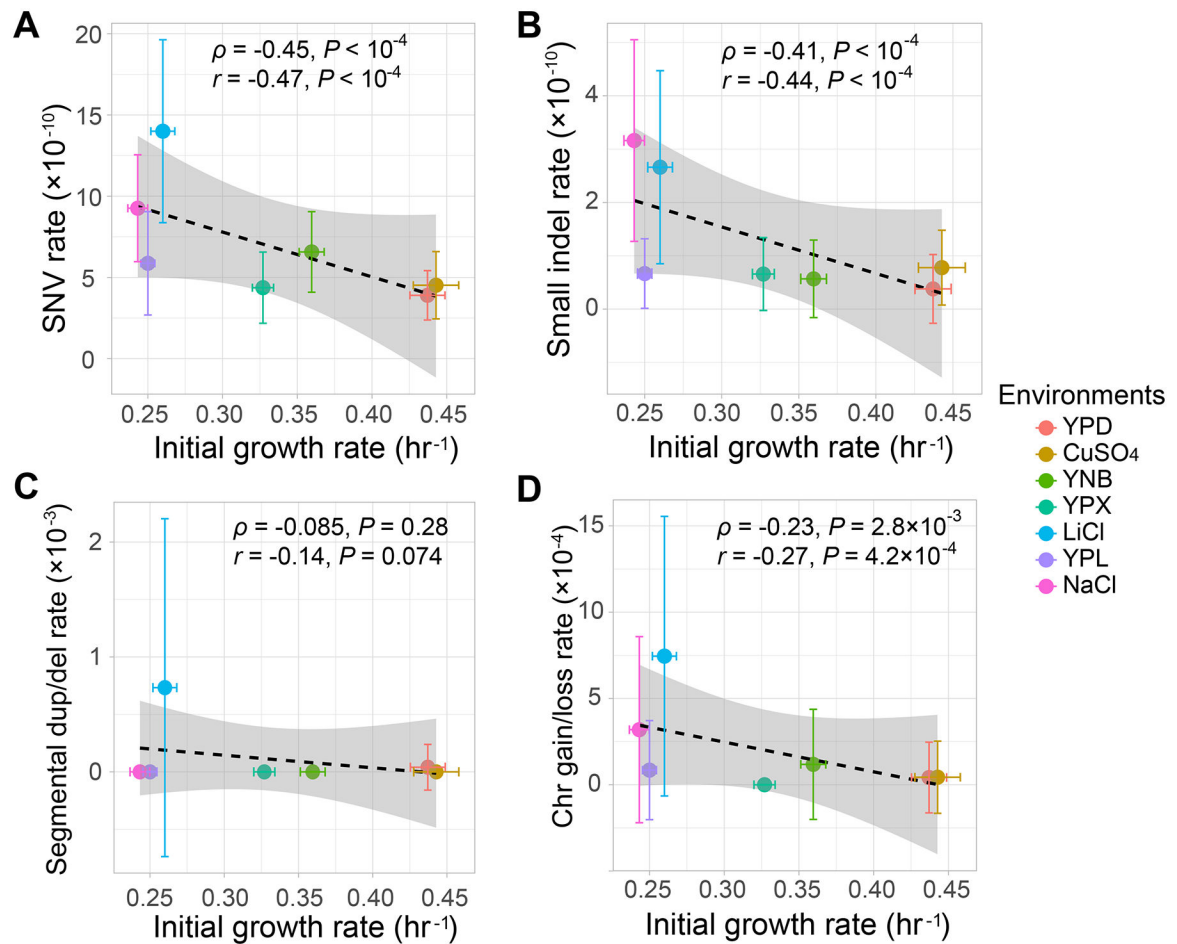 A
ρ = -0.45, P < 10-4
r = -0.47, P < 10-4
SNV rate (×10-10)
20
15
10
5
0
0.25 0.30 0.35 0.40 0.45
Initial growth rate (hr-1)
B
ρ = -0.41, P < 10-4
r = -0.44, P < 10-4
Small indel rate (×10-10)
4
2
0
0.25 0.30 0.35 0.40 0.45
Initial growth rate (hr-1)
Environments
YPD
CuSO4
YNB
YPX
LiCl
YPL
NaCl
C
ρ = -0.085, P = 0.28
r = -0.14, P = 0.074
Segmental dup/del rate (×10-3)
2
1
0
0.25 0.30 0.35 0.40 0.45
Initial growth rate (hr-1)
D
ρ = -0.23, P = 2.8×10-3
r = -0.27, P = 4.2×10-4
Chr gain/loss rate (×10-4)
15
10
5
0
0.25 0.30 0.35 0.40 0.45
Initial growth rate (hr-1)